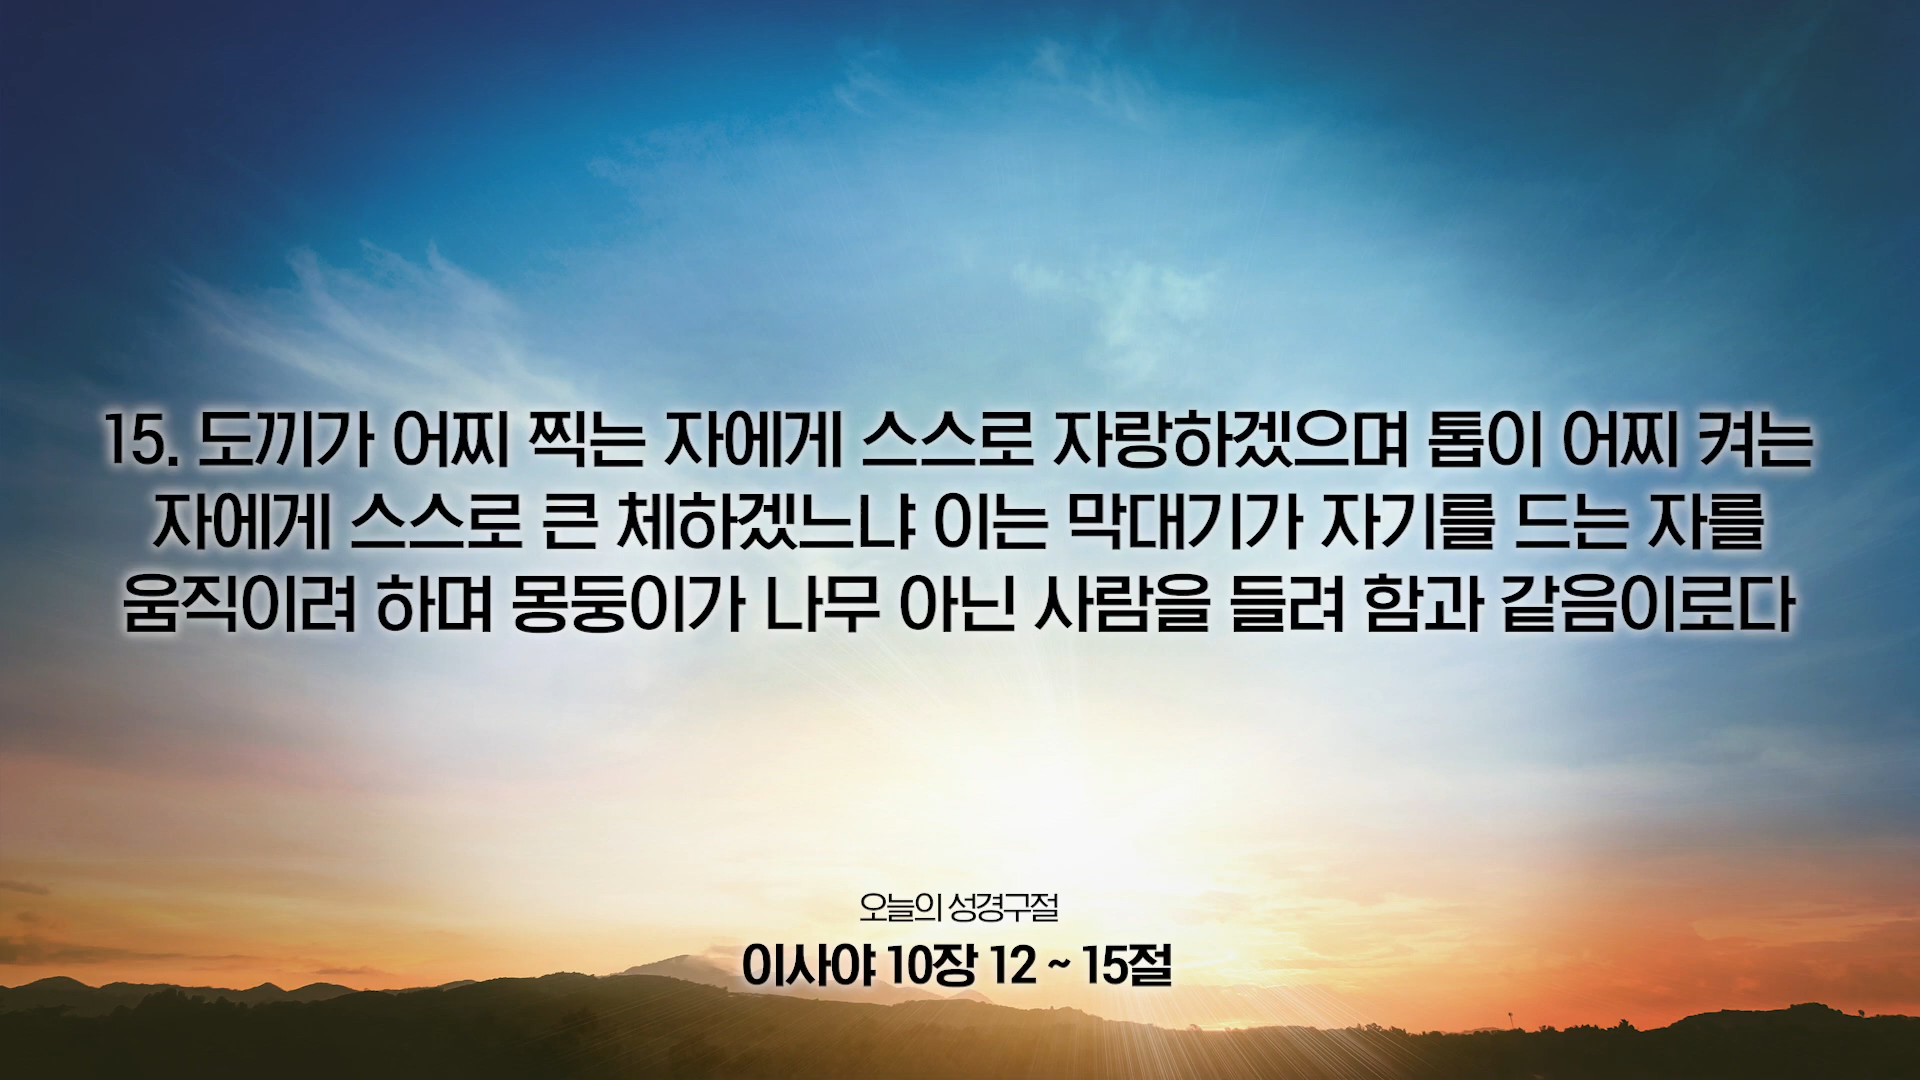 15. 도끼가 어찌 찍는 자에게 스스로 자랑하겠으며 톱이 어찌 켜는
자에게 스스로 큰 체하겠느냐 이는 막대기가 자기를 드는 자를
움직이려 하며 몽둥이가 나무 아닌 사람을 들려 함과 같음이로다
오늘의 성경구절
이사야 10장 12 ~ 15절